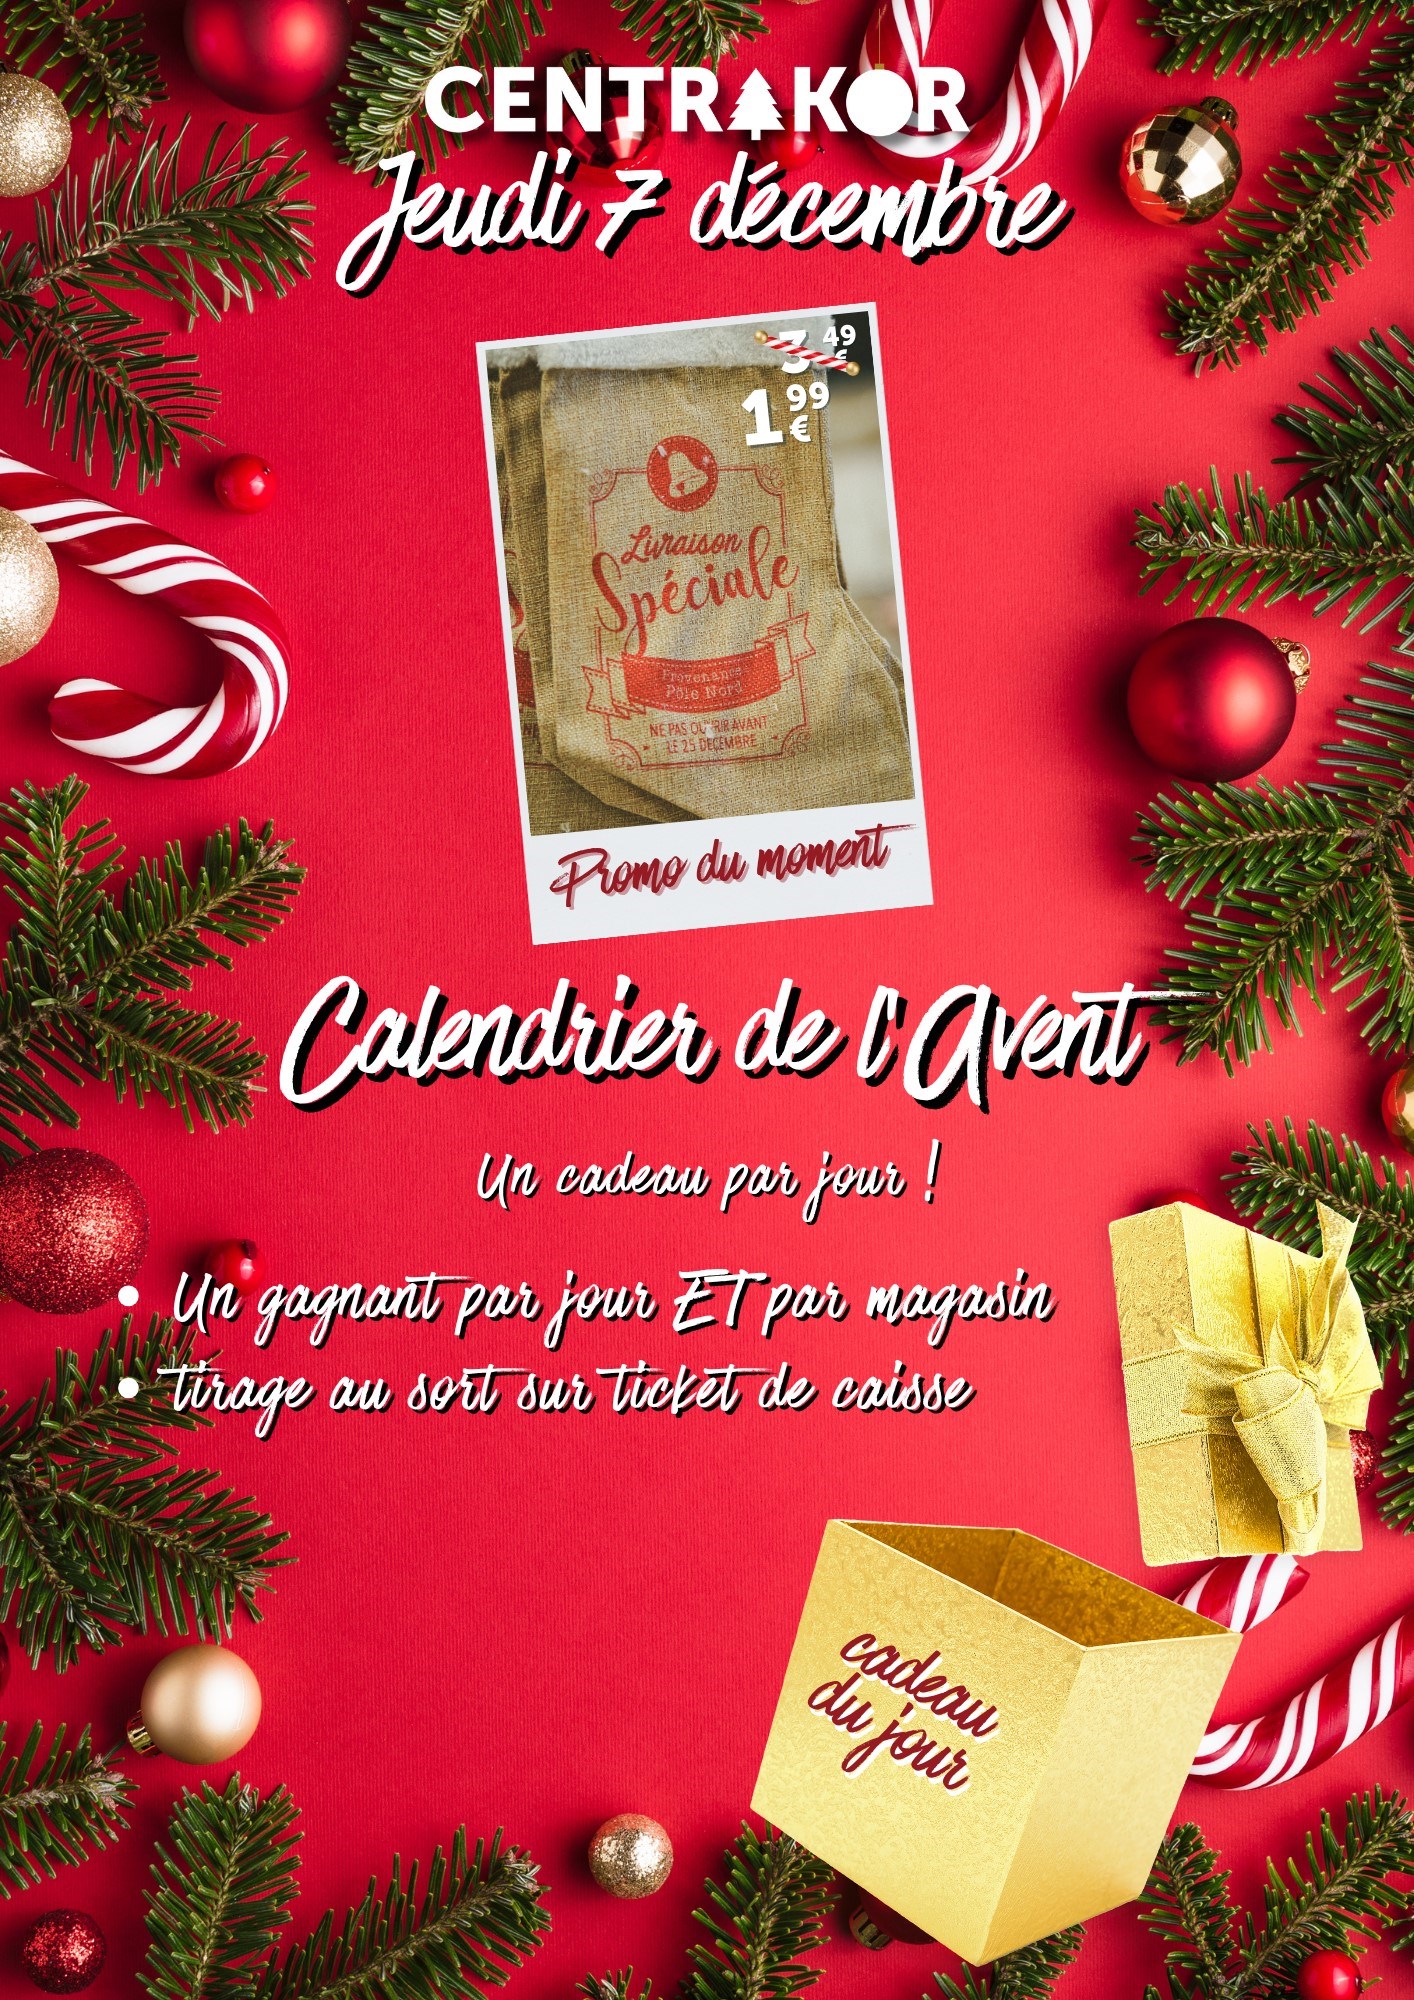 CENTRAKOR
Jeudi 7 décembre
3 49 €
1 99 €
Livraison
Spéciale
Provenance
Pôle Nord
NE PAS OUVRIR AVANT
LE 25 DÉCEMBRE
Promo du moment
Calendrier de l'Avent
Un cadeau par jour !
• Un gagnant par jour ET par magasin
• tirage au sort sur ticket de caisse
cadeau
du jour